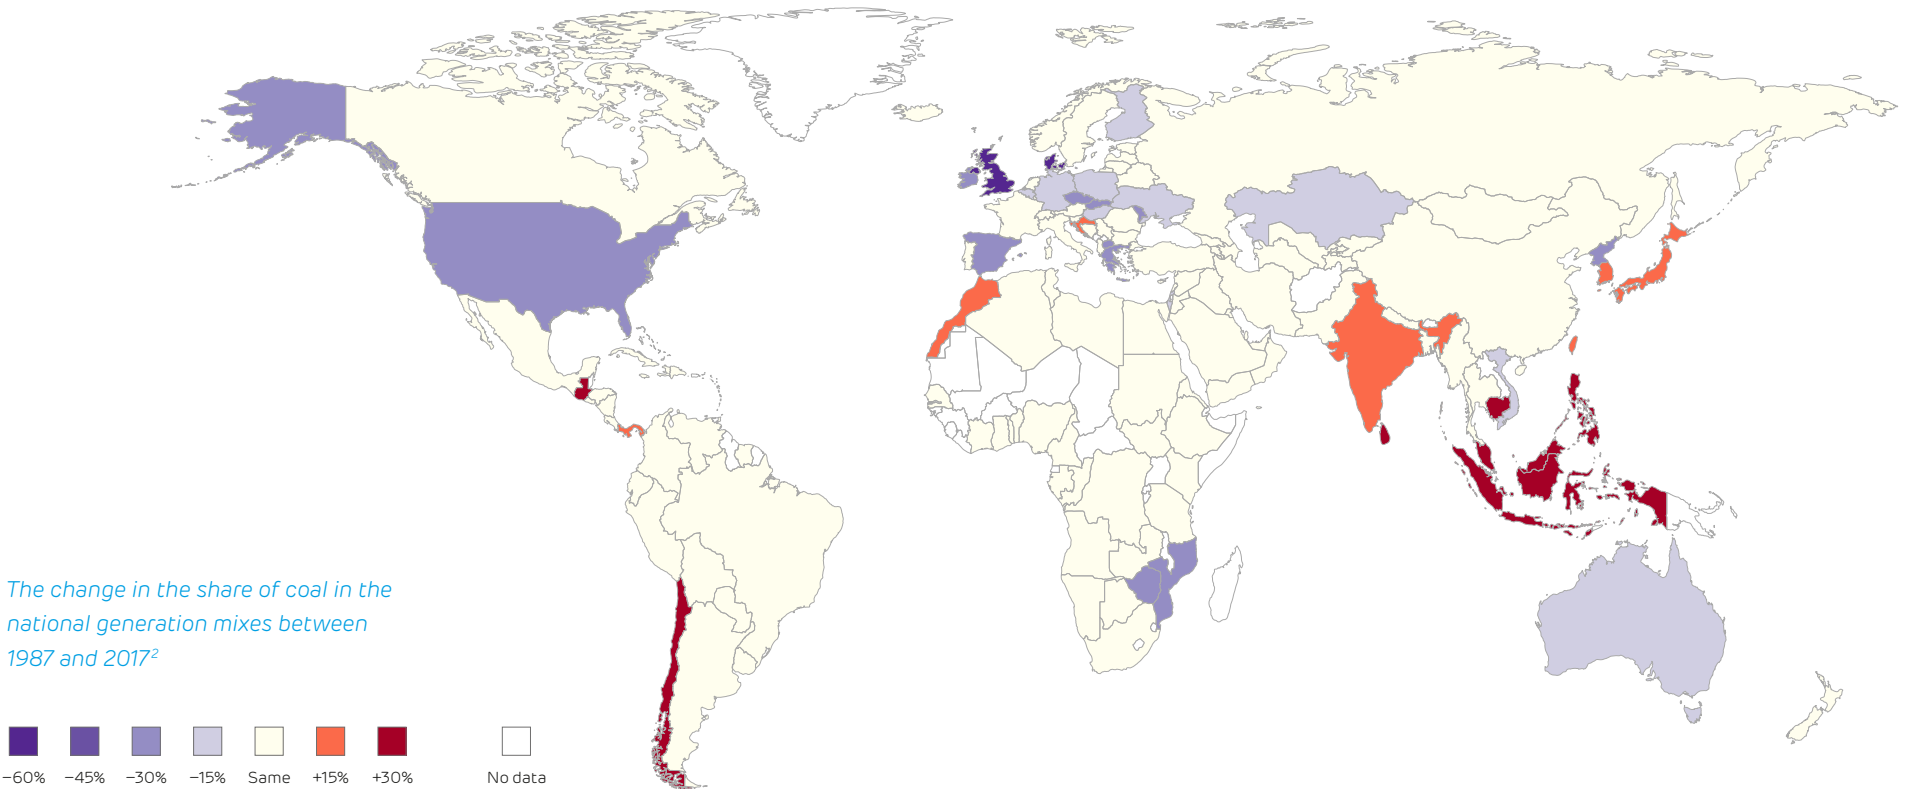 The change in the share of coal in the
national generation mixes between
1987 and 2017²
−60% −45% −30% −15% Same +15% +30% No data